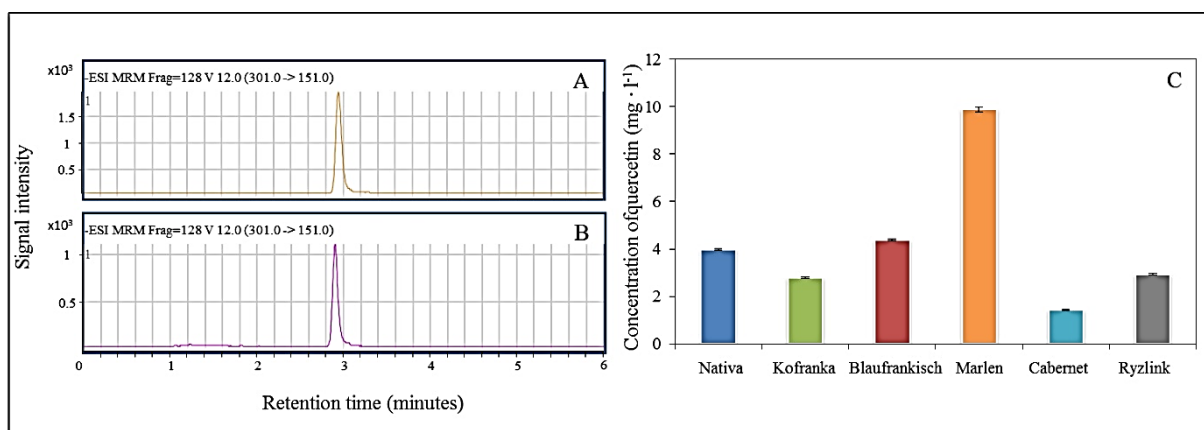 x10³
-ESI MRM Frag=128 V 12.0 (301.0 -> 151.0)
A
1
1.5
1
0.5
x10³
-ESI MRM Frag=128 V 12.0 (301.0 -> 151.0)
B
1
1
0.5
0 1 2 3 4 5 6
Signal intensity
Retention time (minutes)
C
12
10
8
6
4
2
0
Concentration ofquercetin (mg · l⁻¹)
Nativa Kofranka Blaufrankisch Marlen Cabernet Ryzlink